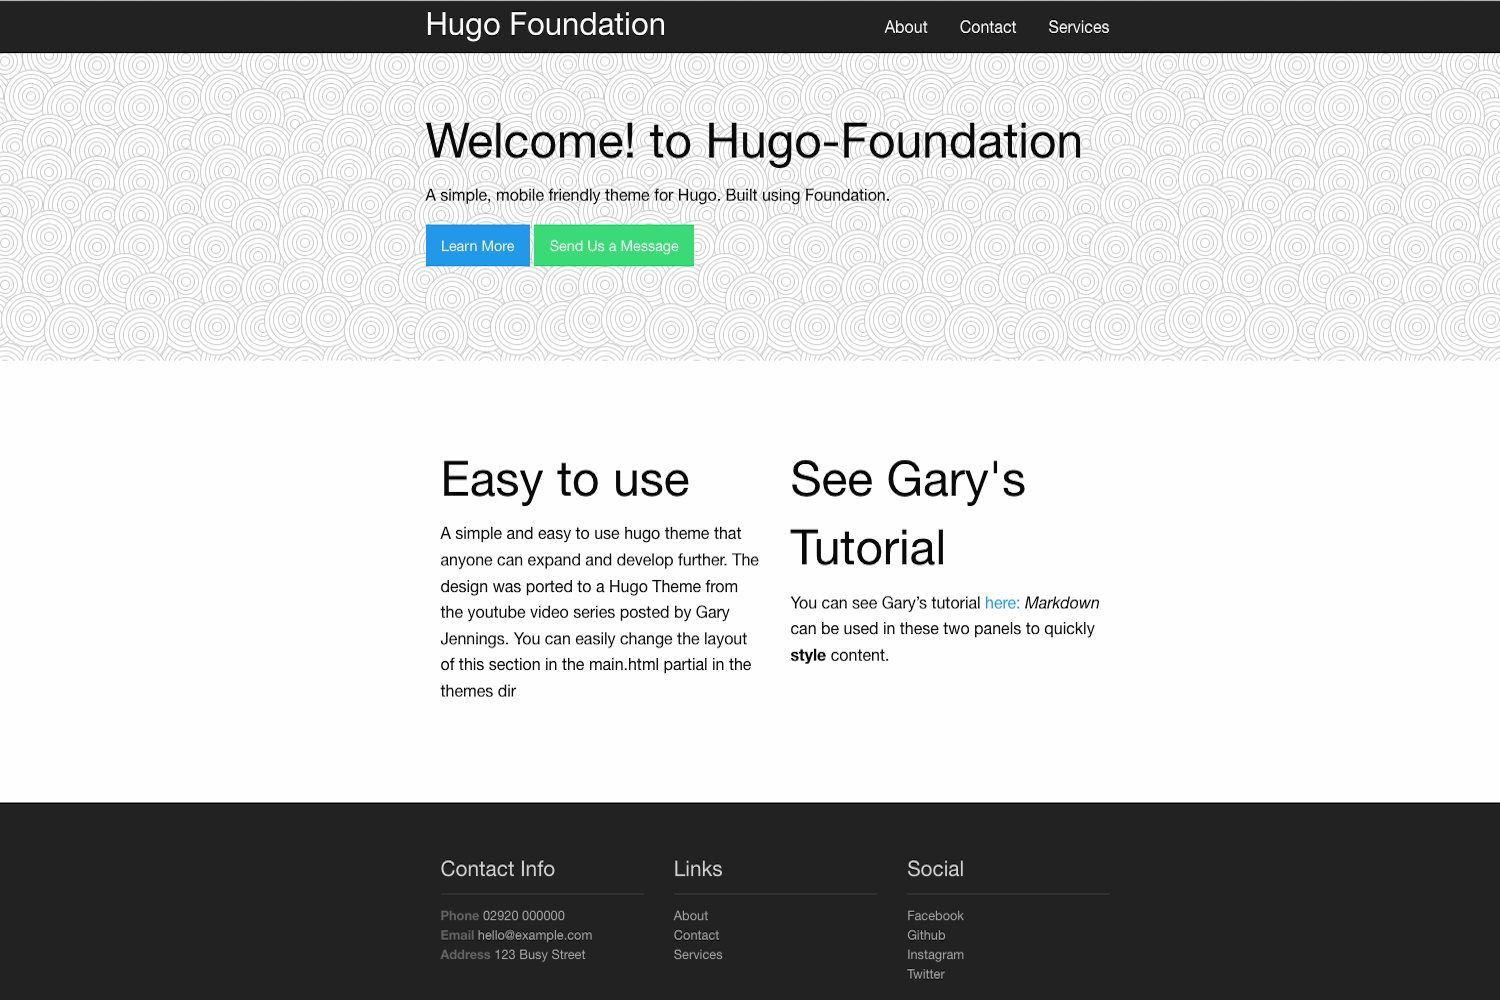 Hugo Foundation
About Contact Services
Welcome! to Hugo-Foundation
A simple, mobile friendly theme for Hugo. Built using Foundation.
Learn More Send Us a Message
Easy to use
A simple and easy to use hugo theme that
anyone can expand and develop further. The
design was ported to a Hugo Theme from
the youtube video series posted by Gary
Jennings. You can easily change the layout
of this section in the main.html partial in the
themes dir
See Gary's
Tutorial
You can see Gary’s tutorial here: Markdown
can be used in these two panels to quickly
style content.
Contact Info
Phone 02920 000000
Email hello@example.com
Address 123 Busy Street
Links
About
Contact
Services
Social
Facebook
Github
Instagram
Twitter